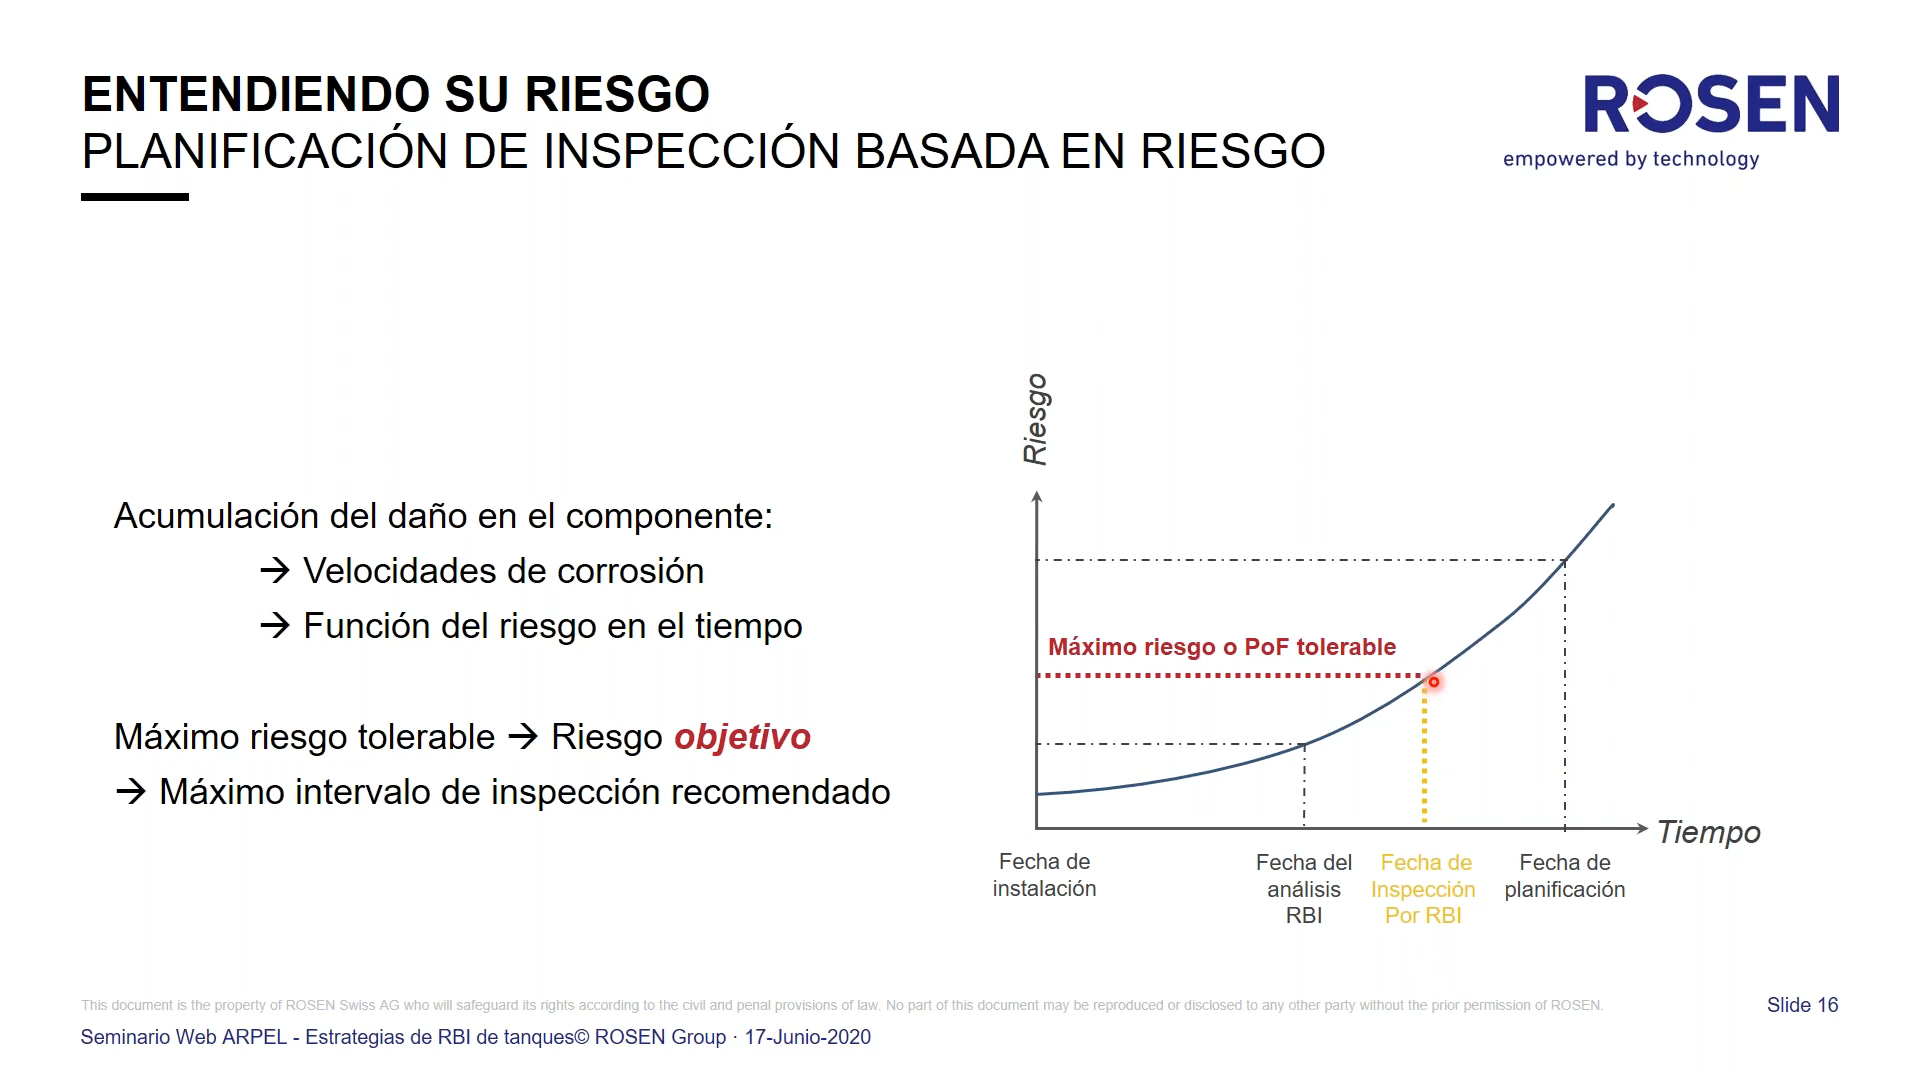 ENTENDIENDO SU RIESGO
PLANIFICACIÓN DE INSPECCIÓN BASADA EN RIESGO
ROSEN
empowered by technology
Acumulación del daño en el componente:
→ Velocidades de corrosión
→ Función del riesgo en el tiempo
Máximo riesgo tolerable → Riesgo objetivo
→ Máximo intervalo de inspección recomendado
Riesgo
Máximo riesgo o PoF tolerable
Tiempo
Fecha de
instalación
Fecha del
análisis
RBI
Fecha de
Inspección
Por RBI
Fecha de
planificación
This document is the property of ROSEN Swiss AG who will safeguard its rights according to the civil and penal provisions of law. No part of this document may be reproduced or disclosed to any other party without the prior permission of ROSEN.
Slide 16
Seminario Web ARPEL - Estrategias de RBI de tanques© ROSEN Group · 17-Junio-2020